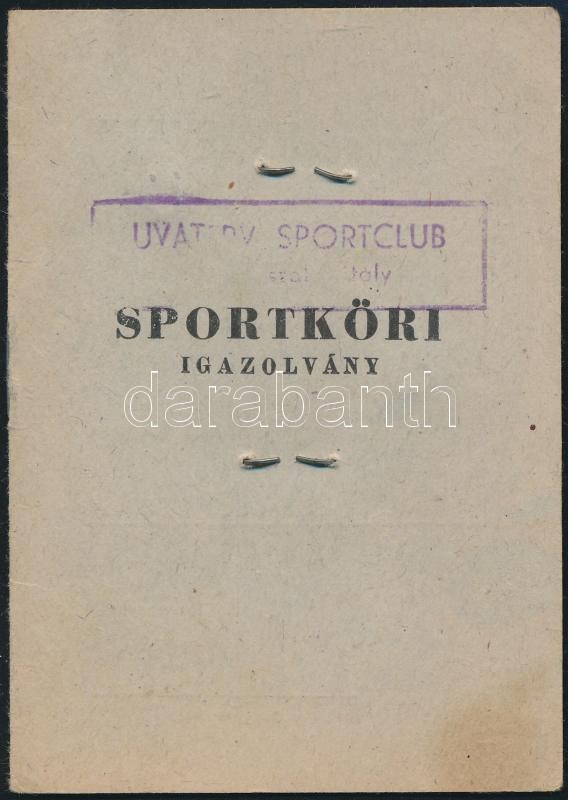 SPORTCLUB
SPORTKÖRI
IGAZOLVÁNY
darabanth